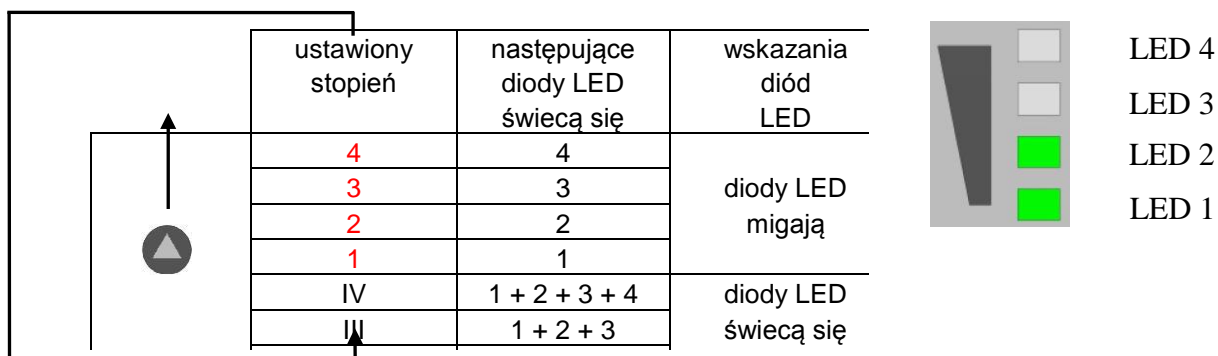 ustawiony
stopień
następujące
diody LED
świecą się
wskazania
diód
LED
4 4
3 3
2 2
1 1
diody LED
migają
IV 1 + 2 + 3 + 4
III 1 + 2 + 3
diody LED
świecą się
LED 4
LED 3
LED 2
LED 1